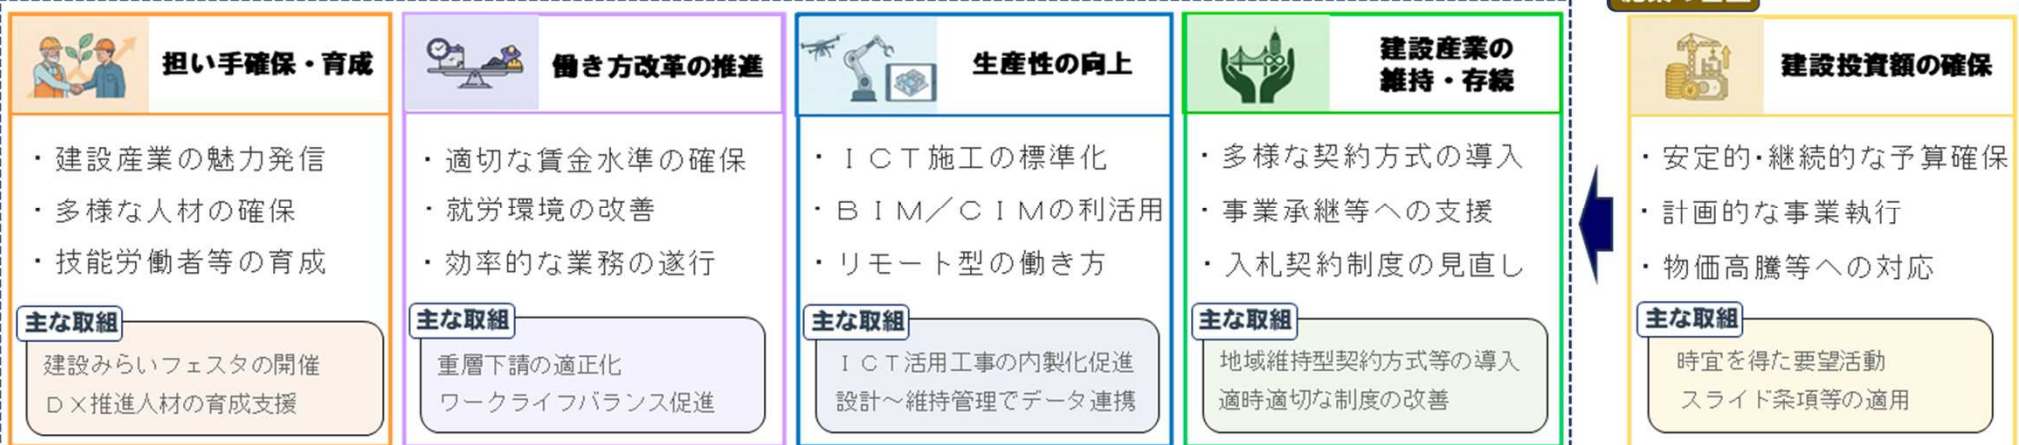 担い手確保・育成
・建設産業の魅力発信
・多様な人材の確保
・技能労働者等の育成
主な取組
建設みらいフェスタの開催
DX推進人材の育成支援
働き方改革の推進
・適切な賃金水準の確保
・就労環境の改善
・効率的な業務の遂行
主な取組
重層下請の適正化
ワークライフバランス促進
生産性の向上
・ICT施工の標準化
・BIM/CIMの利活用
・リモート型の働き方
主な取組
ICT活用工事の内製化促進
設計~維持管理でデータ連携
建設産業の
維持・存続
・多様な契約方式の導入
・事業承継等への支援
・入札契約制度の見直し
主な取組
地域維持型契約方式等の導入
適時適切な制度の改善
建設投資額の確保
・安定的・継続的な予算確保
・計画的な事業執行
・物価高騰等への対応
主な取組
時宜を得た要望活動
スライド条項等の適用